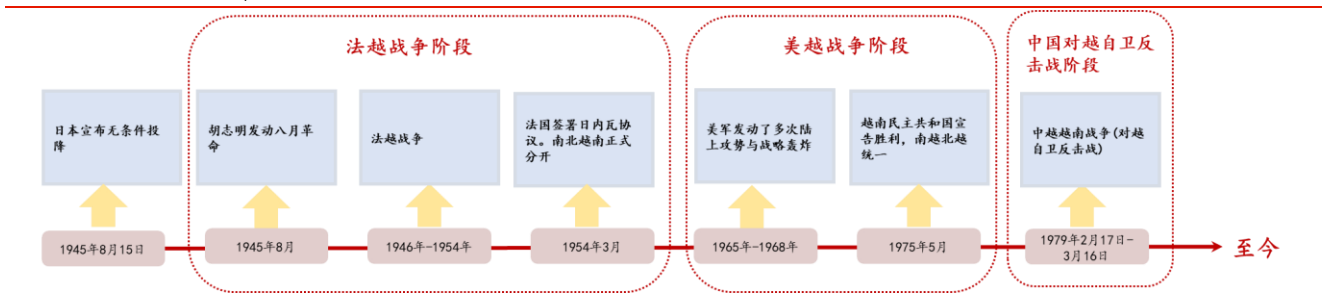 法越战争阶段
美越战争阶段
中国对越自卫反
击战阶段
日本宣布无条件投
降
胡志明发动八月革
命
法越战争
法国签署日内瓦协
议。南北越南正式
分开
美军发动了多次陆
上攻势与战略轰炸
越南民主共和国宣
告胜利，南越北越
统一
中越越南战争(对越
自卫反击战)
1945年8月15日
1945年8月
1946年-1954年
1954年3月
1965年-1968年
1975年5月
1979年2月17日-
3月16日
至今